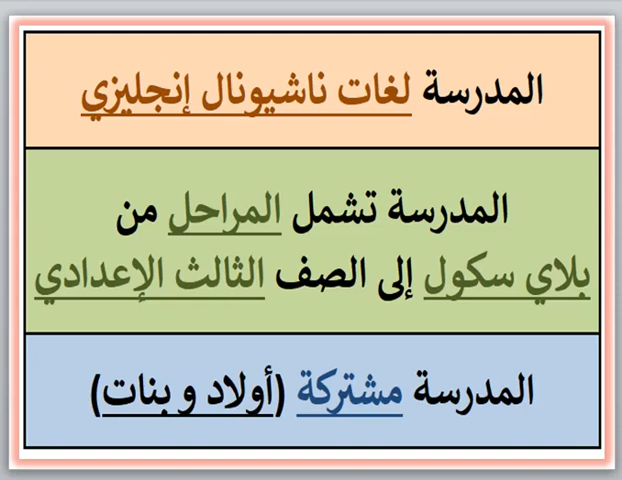 المدرسة لغات ناشيونال إنجليزي
المدرسة تشمل المراحل من
بلاي سكول إلى الصف الثالث الإعدادي
المدرسة مشتركة (أولاد و بنات)